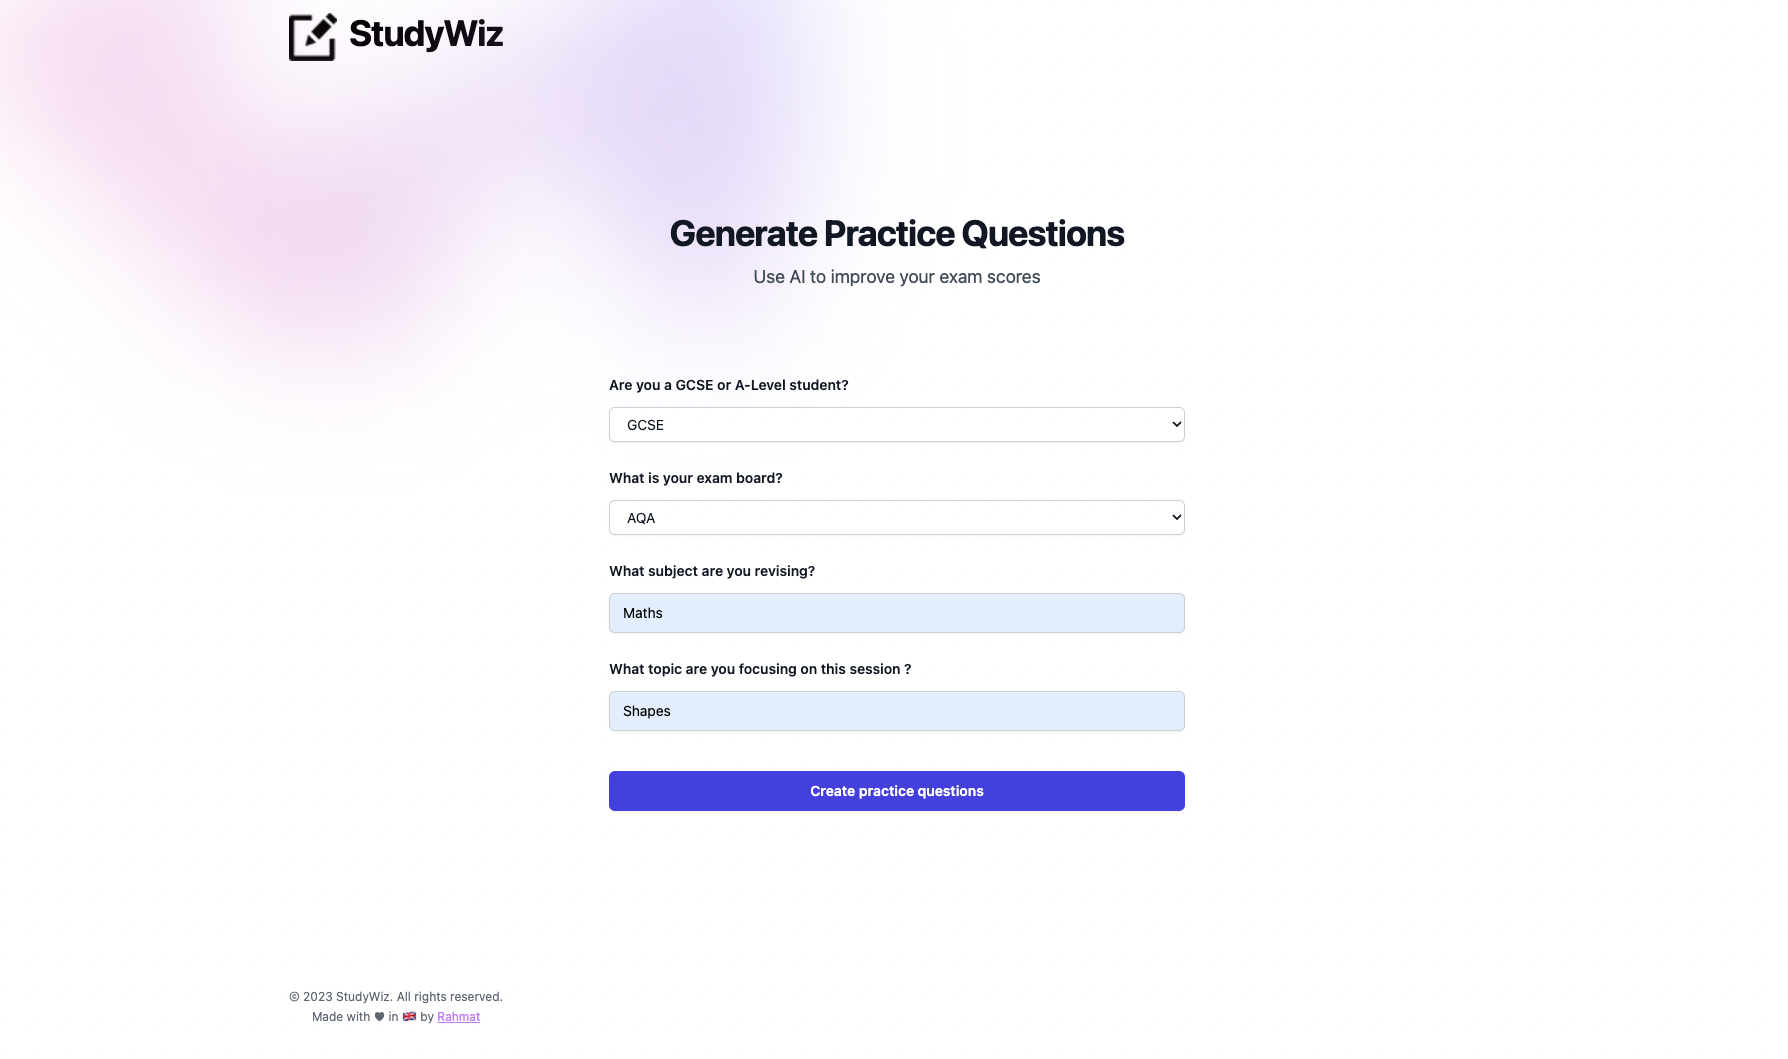 StudyWiz
Generate Practice Questions
Use AI to improve your exam scores
Are you a GCSE or A-Level student?
GCSE
What is your exam board?
AQA
What subject are you revising?
Maths
What topic are you focusing on this session ?
Shapes
Create practice questions
© 2023 StudyWiz. All rights reserved.
Made with ♥ in 🇬🇧 by Rahmat